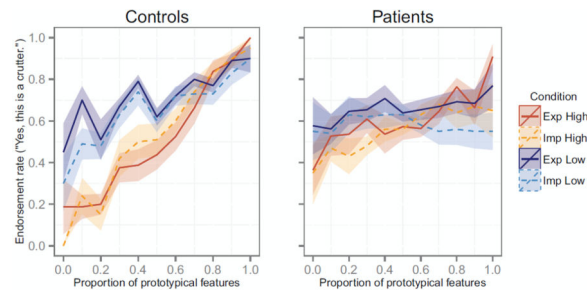 Controls
Patients
Endorsement rate ("Yes, this is a crutter.")
1.0
0.8
0.6
0.4
0.2
0.0
0.0 0.2 0.4 0.6 0.8 1.0
0.0 0.2 0.4 0.6 0.8 1.0
Proportion of prototypical features
Proportion of prototypical features
Condition
Exp High
Imp High
Exp Low
Imp Low